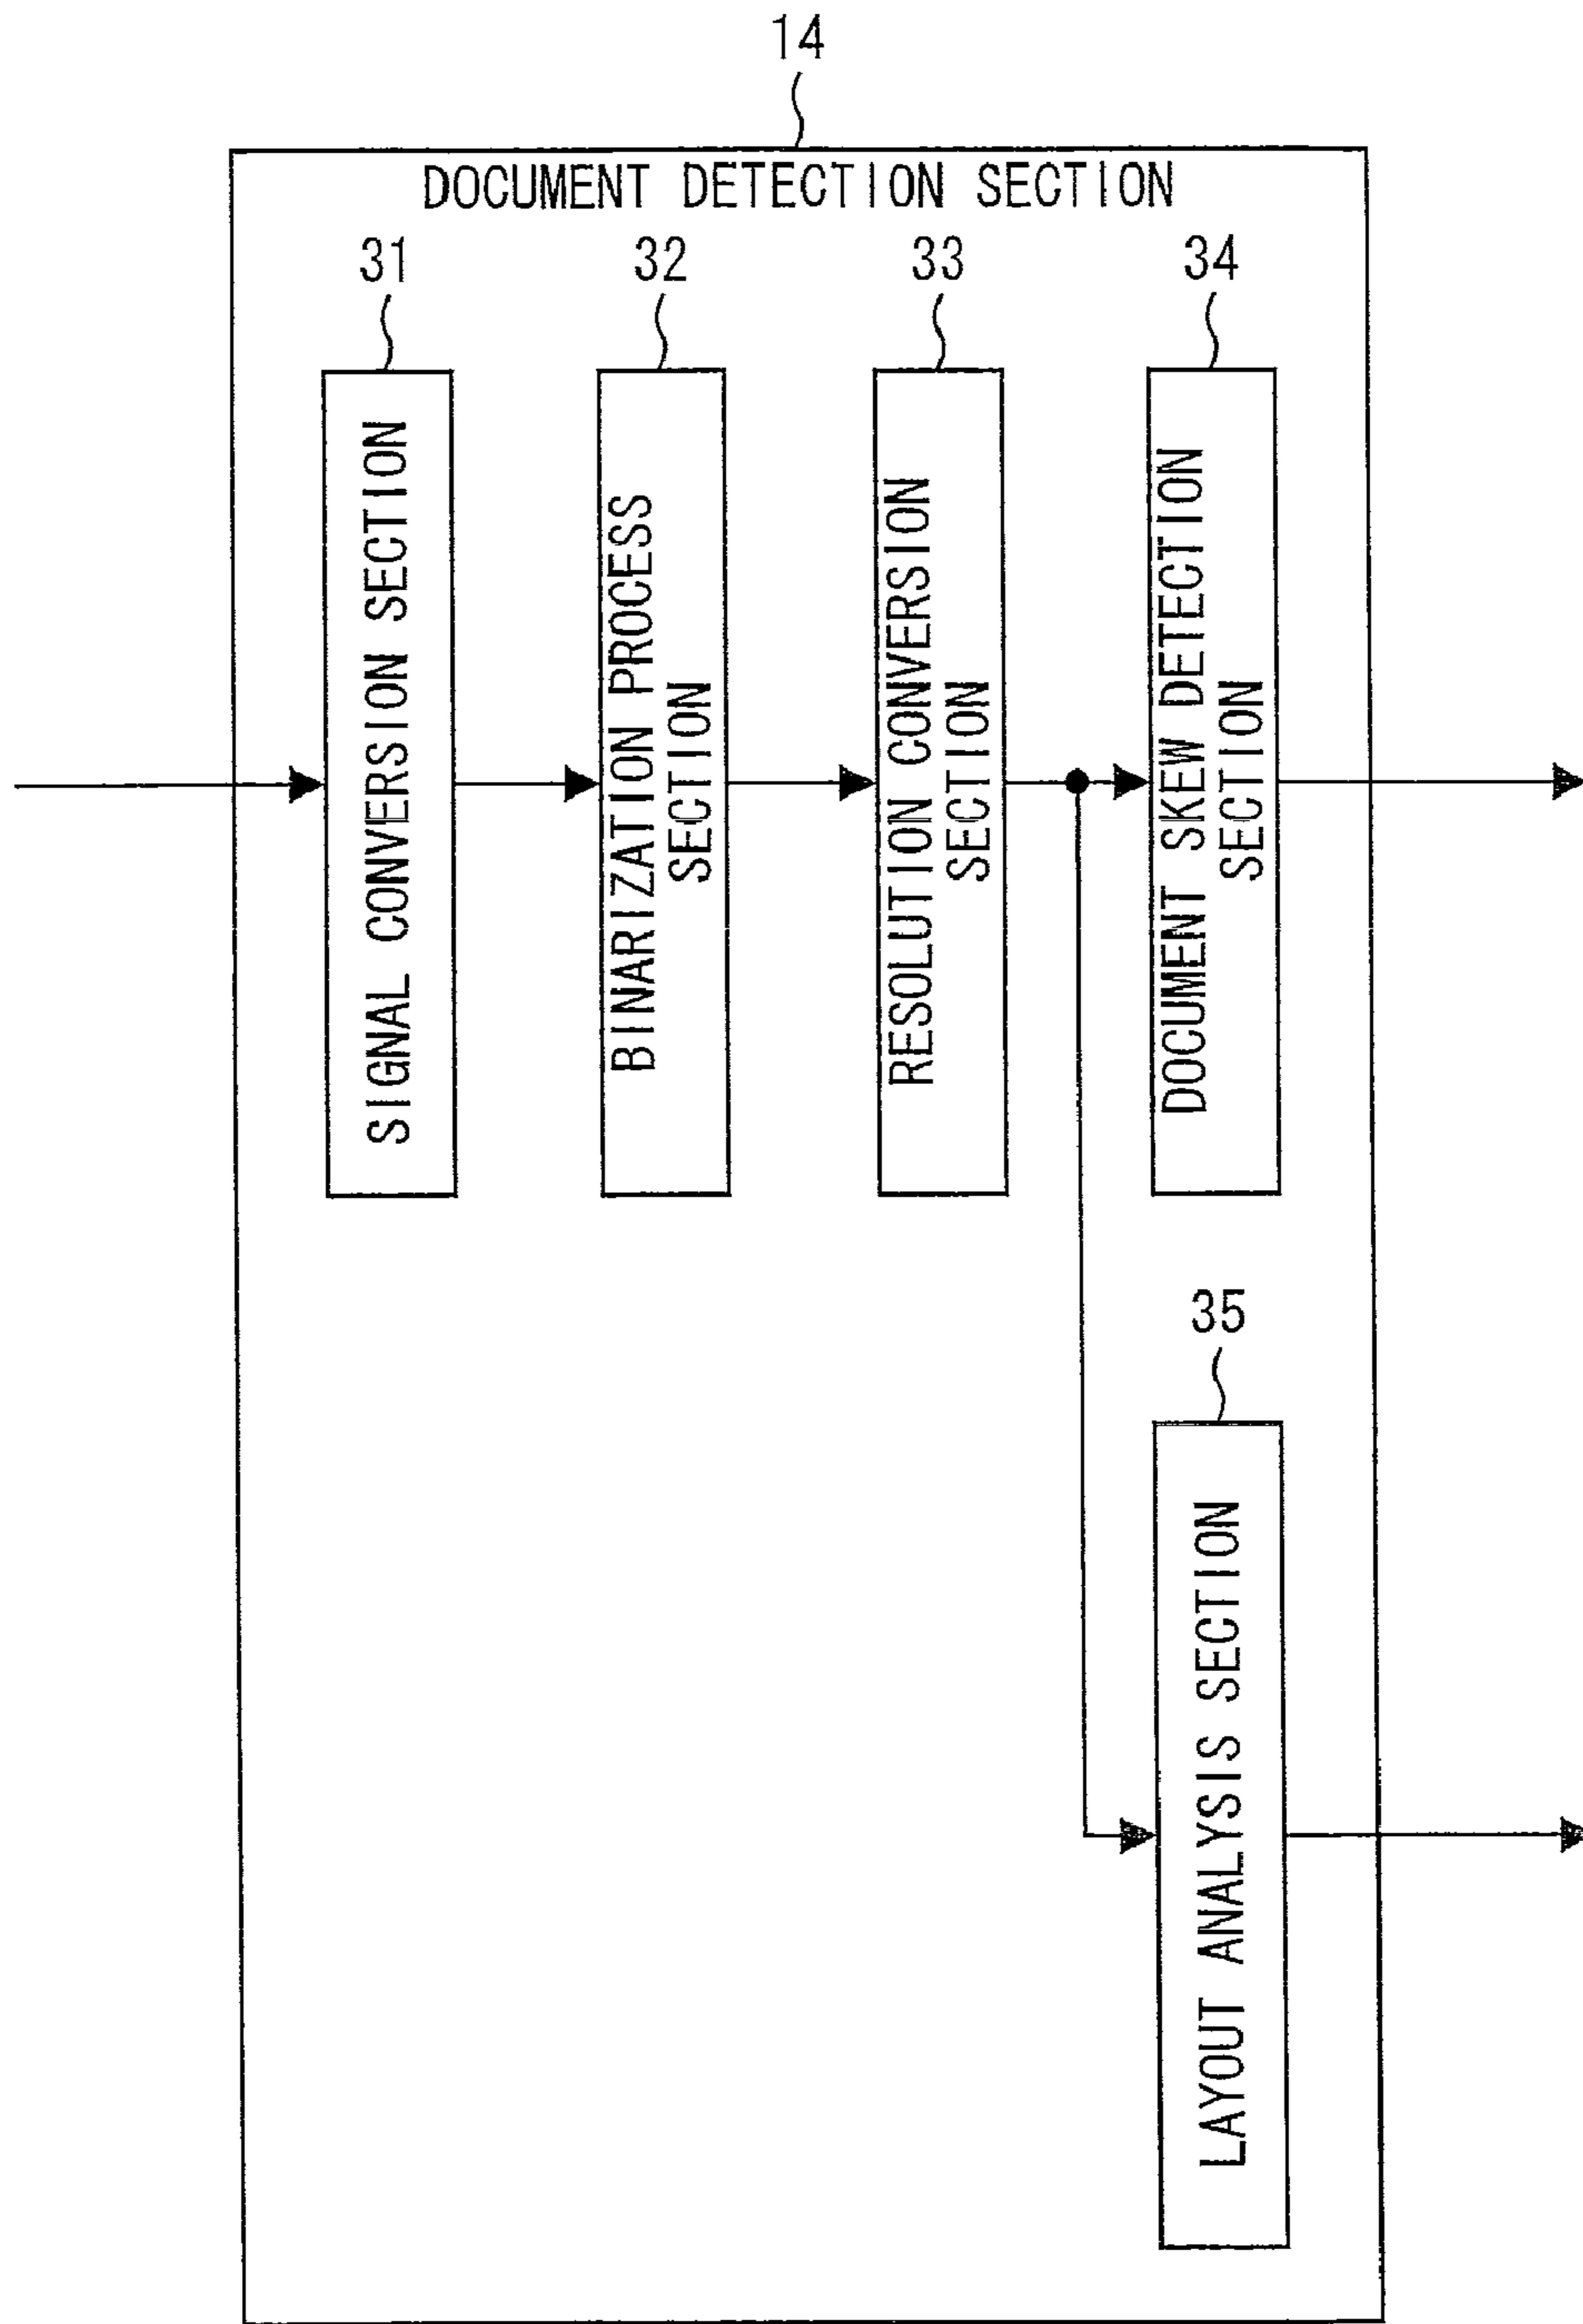 14
DOCUMENT DETECTION SECTION
31
32
33
34
SIGNAL CONVERSION SECTION
BINARIZATION PROCESS
SECTION
RESOLUTION CONVERSION
SECTION
DOCUMENT SKEW DETECTION
SECTION
35
LAYOUT ANALYSIS SECTION